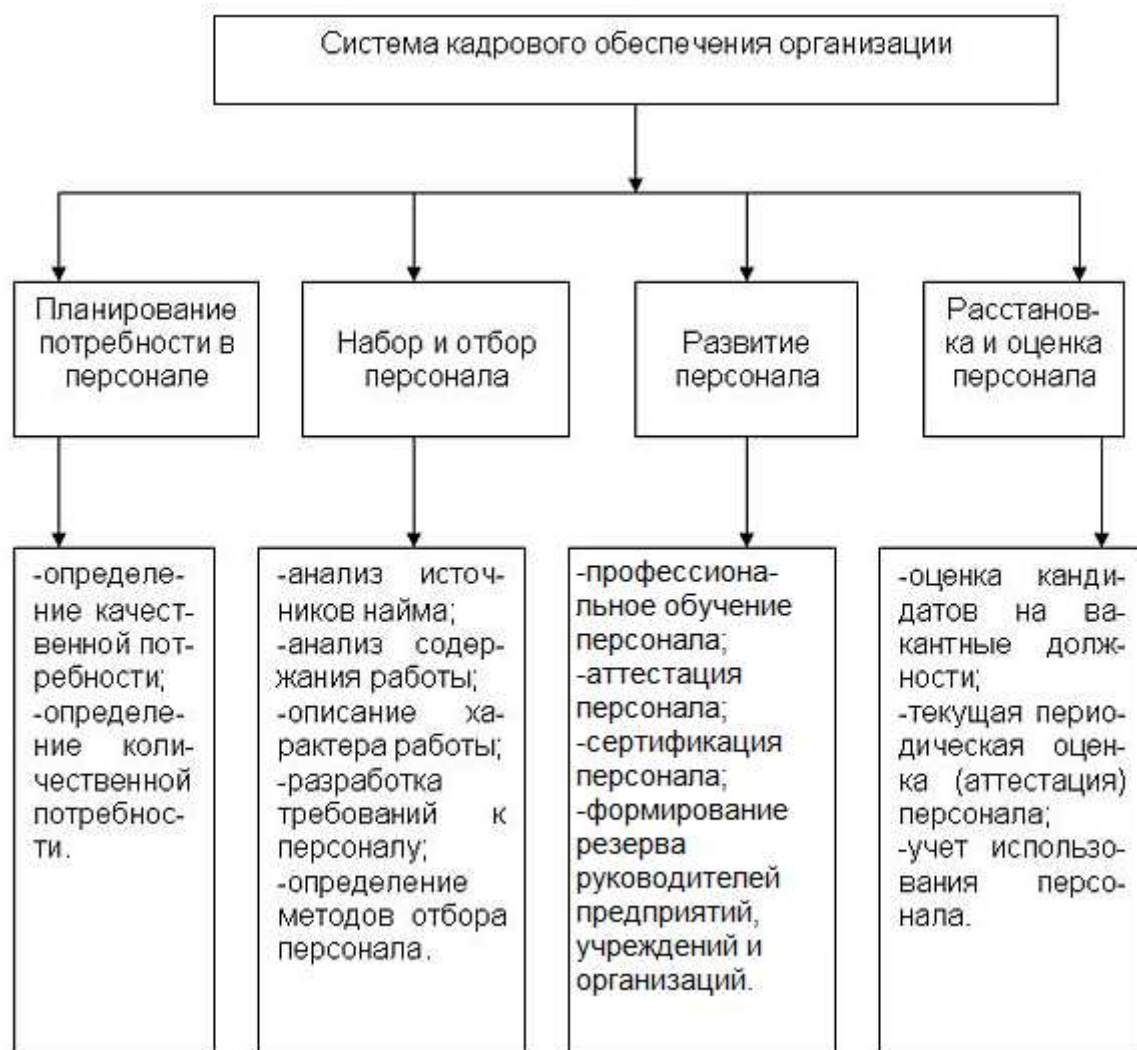 Система кадрового обеспечения организации
Планирование
потребности в
персонале
Набор и отбор
персонала
Развитие
персонала
Расстанов-
ка и оценка
персонала
-определе-
ние качест-
венной пот-
ребности;
-определе-
ние коли-
чественной
потребнос-
ти.
-анализ источ-
ников найма;
-анализ содер-
жания работы;
-описание ха-
рактера работы;
-разработка
требований к
персоналу;
-определение
методов отбора
персонала.
-профессиона-
льное обучение
персонала;
-аттестация
персонала;
-сертификация
персонала;
-формирование
резерва
руководителей
предприятий,
учреждений и
организаций.
-оценка канди-
датов на ва-
кантные долж-
ности;
-текущая перио-
дическая оцен-
ка (аттестация)
персонала;
-учет использо-
вания персо-
нала.